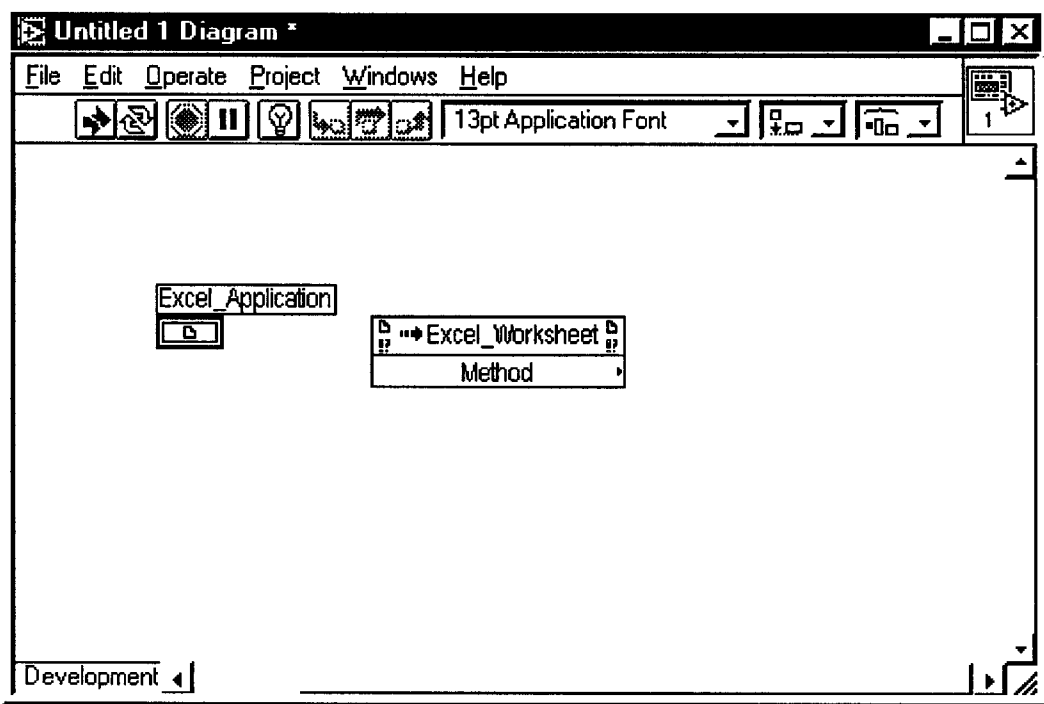 Untitled 1 Diagram *
File Edit Operate Project Windows Help
13pt Application Font
1
Excel_Application
Excel_Worksheet
Method
Development